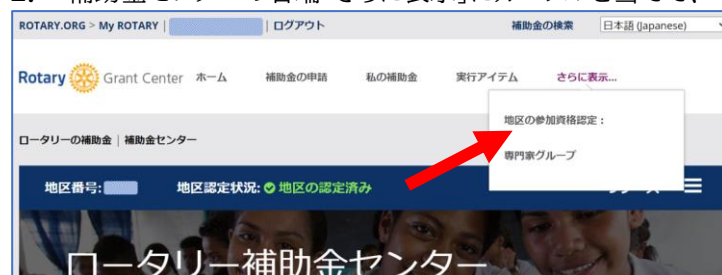 ROTARY.ORG > My ROTARY | | ログアウト 補助金の検索 日本語 (Japanese)
Rotary Grant Center ホーム 補助金の申請 私の補助金 実行アイテム さらに表示...
地区の参加資格認定：
専門家グループ
ロータリーの補助金 | 補助金センター
地区番号: 地区認定状況: 地区の認定済み
ロータリー補助金センター